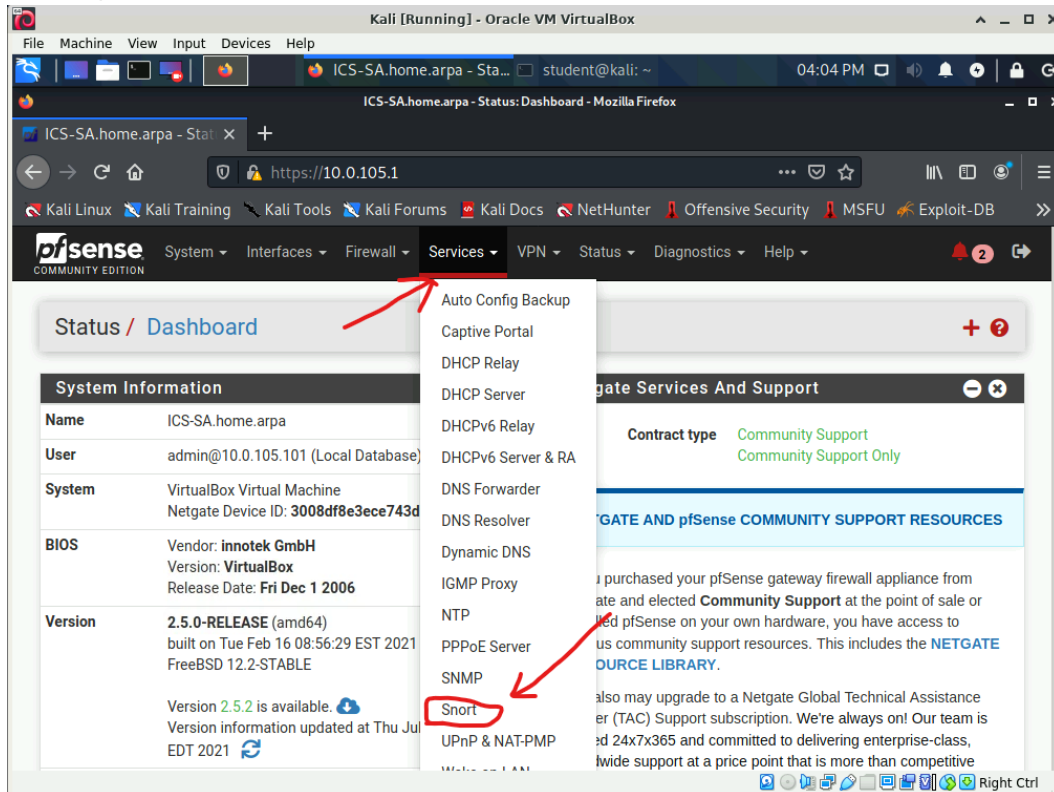 Kali [Running] - Oracle VM VirtualBox
File Machine View Input Devices Help
ICS-SA.home.arpa - Sta... student@kali: ~ 04:04 PM
ICS-SA.home.arpa - Status: Dashboard - Mozilla Firefox
ICS-SA.home.arpa - Stat
https://10.0.105.1
Kali Linux Kali Training Kali Tools Kali Forums Kali Docs NetHunter Offensive Security MSFU Exploit-DB
pfsense COMMUNITY EDITION
System Interfaces Firewall Services VPN Status Diagnostics Help 2
Auto Config Backup
Captive Portal
DHCP Relay
DHCP Server
DHCPv6 Relay
DHCPv6 Server & RA
DNS Forwarder
DNS Resolver
Dynamic DNS
IGMP Proxy
NTP
PPPoE Server
SNMP
Snort
UPnP & NAT-PMP
Wake-on-LAN
Status / Dashboard
System Information
Name ICS-SA.home.arpa
User admin@10.0.105.101 (Local Database)
System VirtualBox Virtual Machine
Netgate Device ID: 3008df8e3ece743d
BIOS Vendor: innotek GmbH
Version: VirtualBox
Release Date: Fri Dec 1 2006
Version 2.5.0-RELEASE (amd64)
built on Tue Feb 16 08:56:29 EST 2021
FreeBSD 12.2-STABLE
Version 2.5.2 is available.
Version information updated at Thu Jul
EDT 2021
gate Services And Support
Contract type Community Support
Community Support Only
GATE AND pfSense COMMUNITY SUPPORT RESOURCES
u purchased your pfSense gateway firewall appliance from
ate and elected Community Support at the point of sale or
lled pfSense on your own hardware, you have access to
us community support resources. This includes the NETGATE
OURCE LIBRARY.
also may upgrade to a Netgate Global Technical Assistance
er (TAC) Support subscription. We're always on! Our team is
ed 24x7x365 and committed to delivering enterprise-class,
dwide support at a price point that is more than competitive
Right Ctrl